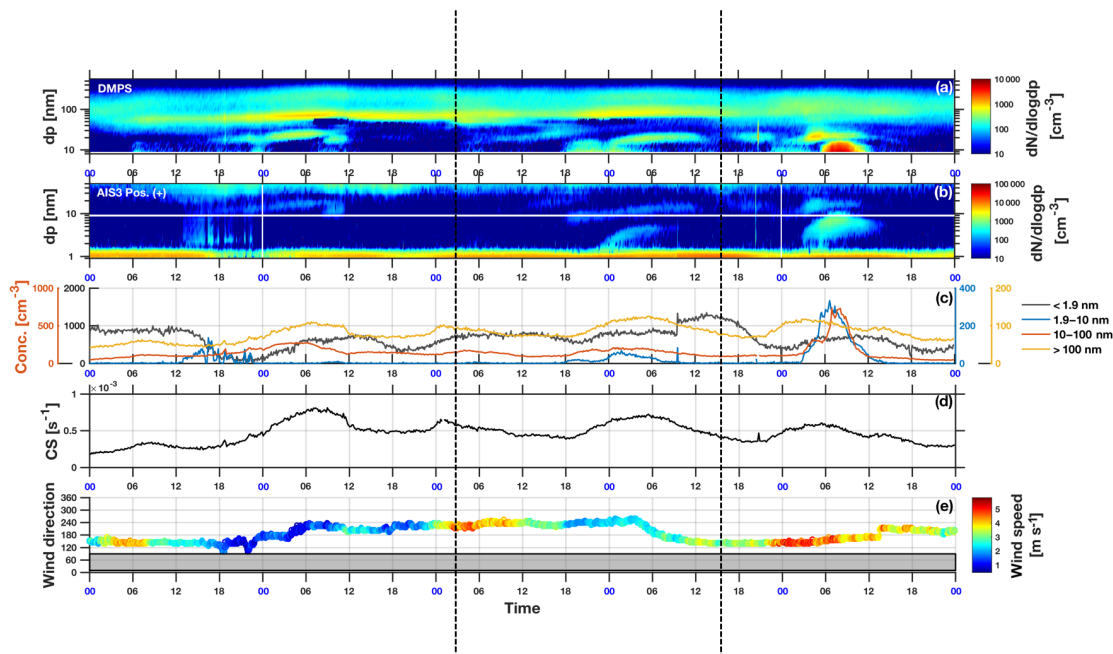 DMPS
(a)
dp [nm]
100
10
10 000
1000
100
10
dN/dlogdp
[cm⁻³]
00 06 12 18 00 06 12 18 00 06 12 18 00 06 12 18 00 06 12 18 00
AIS3 Pos. (+)
(b)
dp [nm]
10
1
100 000
10 000
1000
100
10
dN/dlogdp
[cm⁻³]
00 06 12 18 00 06 12 18 00 06 12 18 00 06 12 18 00 06 12 18 00
(c)
Conc. [cm⁻³]
1000
500
0
2000
1000
0
400
200
0
200
100
0
< 1.9 nm
1.9–10 nm
10–100 nm
> 100 nm
00 06 12 18 00 06 12 18 00 06 12 18 00 06 12 18 00 06 12 18 00
× 10⁻³
(d)
CS [s⁻¹]
1
0.5
0
00 06 12 18 00 06 12 18 00 06 12 18 00 06 12 18 00 06 12 18 00
(e)
Wind direction
360
300
240
180
120
60
0
5
4
3
2
1
Wind speed
[m s⁻¹]
00 06 12 18 00 06 12 18 00 06 12 18 00 06 12 18 00 06 12 18 00
Time